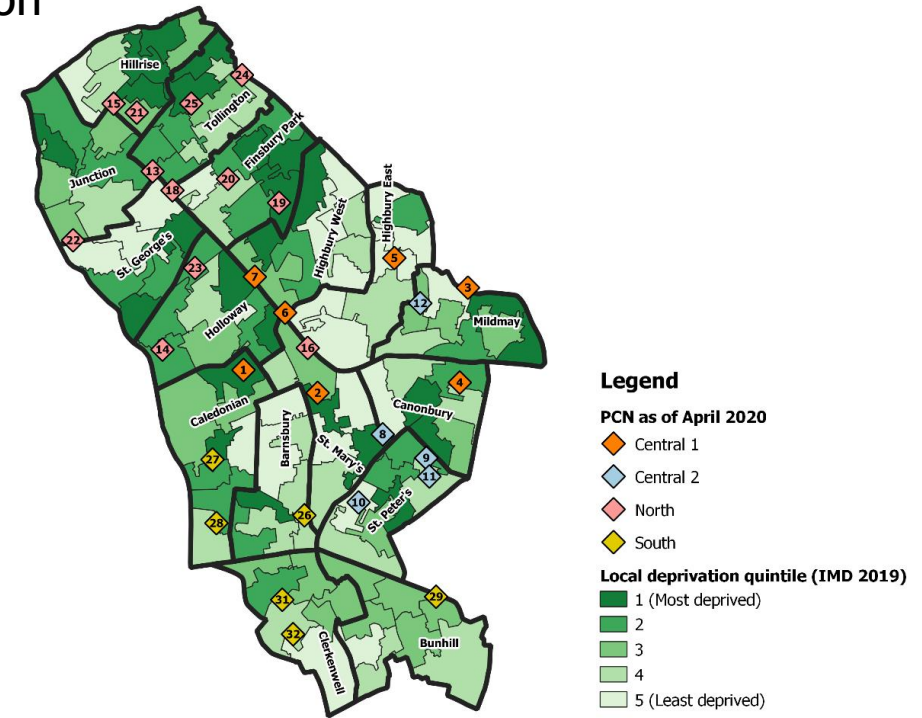 on
Hillrise
24
15
21
25
Tollington
Finsbury Park
13
Junction
18
20
19
Highbury West
Highbury East
22
St. George's
23
7
5
3
12
Mildmay
Holloway
6
14
16
1
2
4
Caledonian
Canonbury
Barnsbury
St. Mary's
8
27
9
11
10
St. Peter's
28
26
31
29
32
Clerkenwell
Bunhill
Legend
PCN as of April 2020
Central 1
Central 2
North
South
Local deprivation quintile (IMD 2019)
1 (Most deprived)
2
3
4
5 (Least deprived)